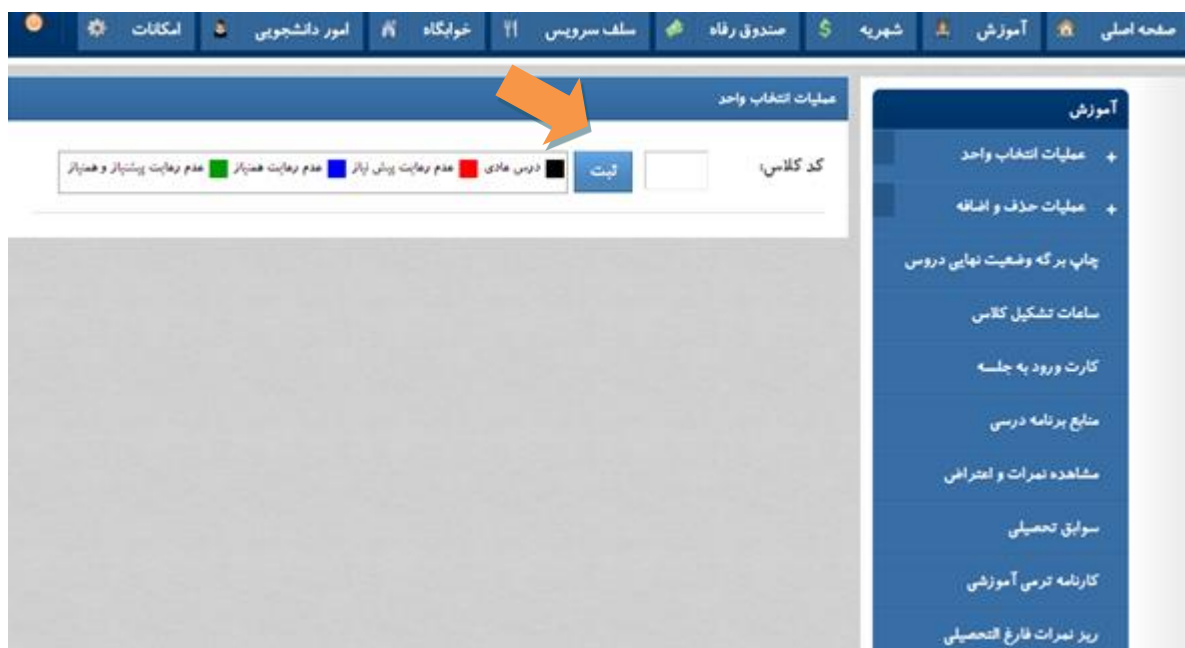 صفحه اصلی آموزش شهریه صندوق رفاه سلف سرویس خوابگاه امور دانشجویی امکانات
آموزش
عملیات انتخاب واحد
عملیات حذف و اضافه
چاپ برگه وضعیت نهایی دروس
ساعات تشکیل کلاس
کارت ورود به جلسه
منابع برنامه درسی
مشاهده نمرات و اعتراض
سوابق تحصیلی
کارنامه ترمی آموزشی
ریز نمرات فارغ التحصیلی
عملیات انتخاب واحد
کد کلاس: ثبت درس عادی عدم رعایت پیش نیاز عدم رعایت همنیاز عدم رعایت پیشنیاز و همنیاز